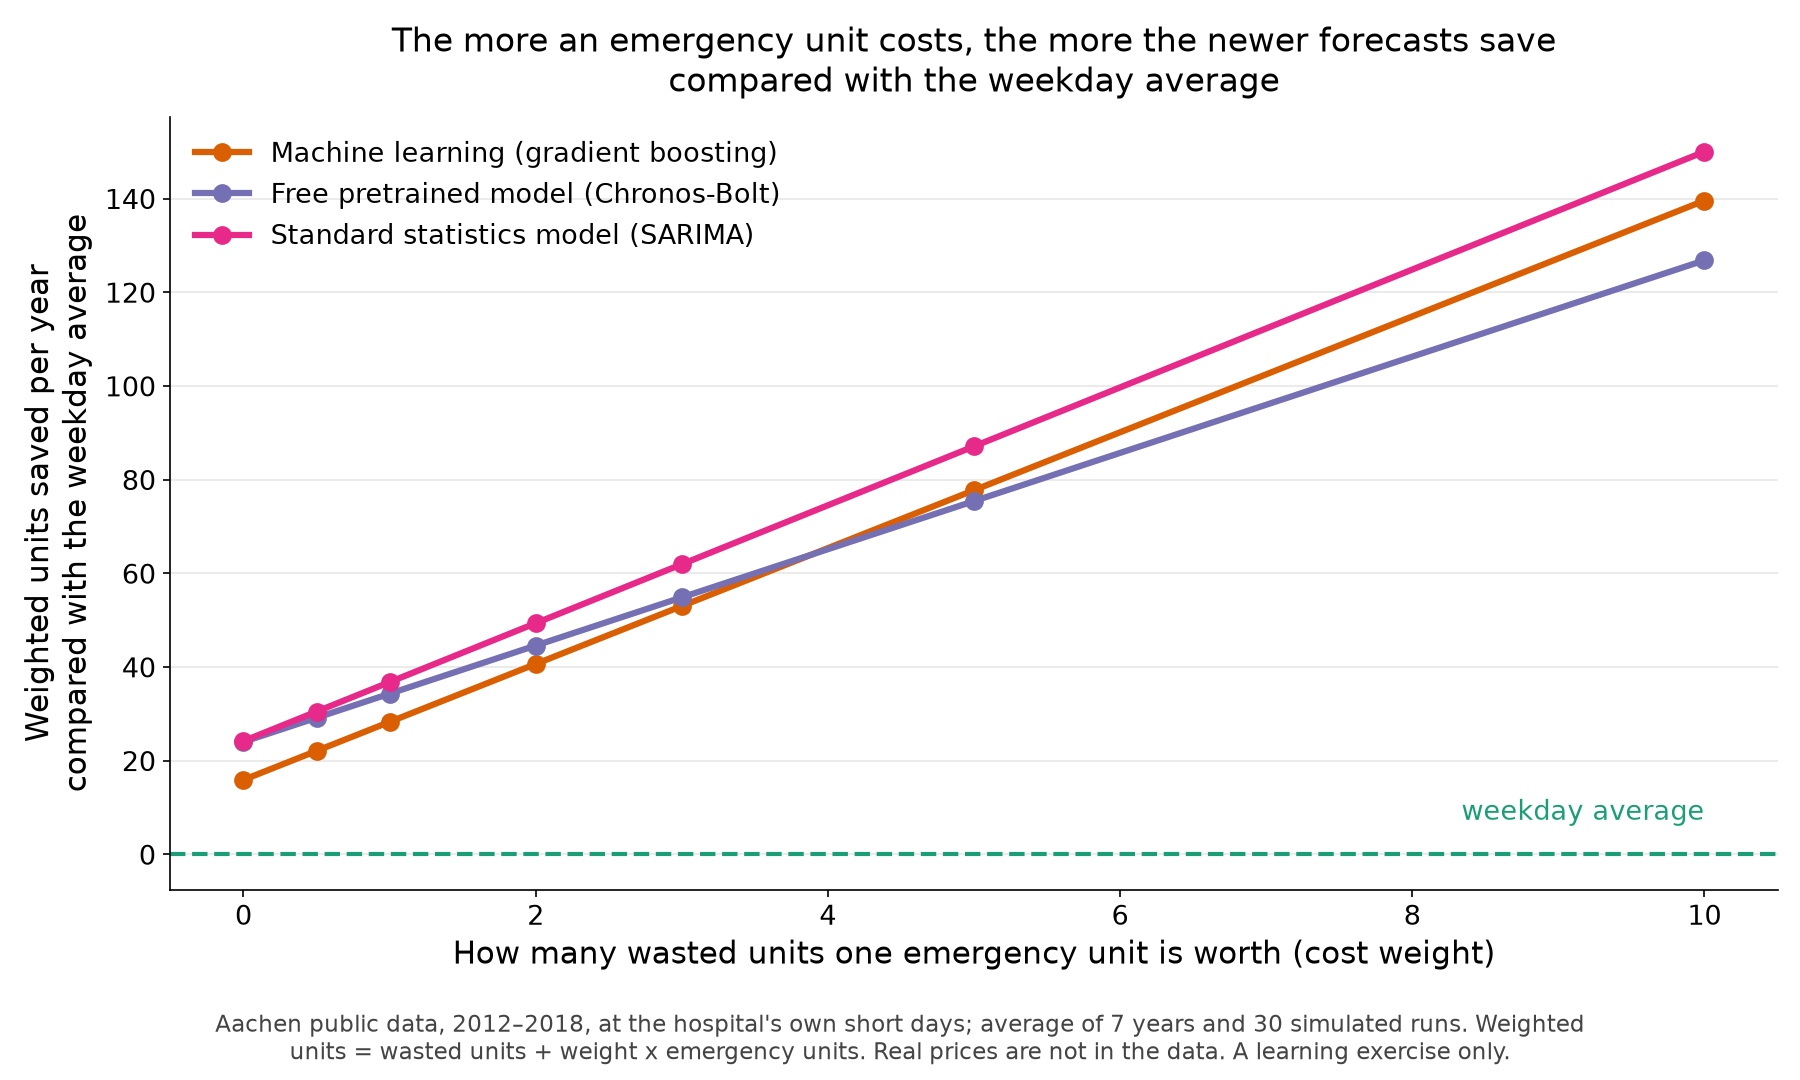 The more an emergency unit costs, the more the newer forecasts save
compared with the weekday average
Machine learning (gradient boosting)
Free pretrained model (Chronos-Bolt)
Standard statistics model (SARIMA)
Weighted units saved per year
compared with the weekday average
140
120
100
80
60
40
20
0
weekday average
0 2 4 6 8 10
How many wasted units one emergency unit is worth (cost weight)
Aachen public data, 2012–2018, at the hospital's own short days; average of 7 years and 30 simulated runs. Weighted
units = wasted units + weight x emergency units. Real prices are not in the data. A learning exercise only.